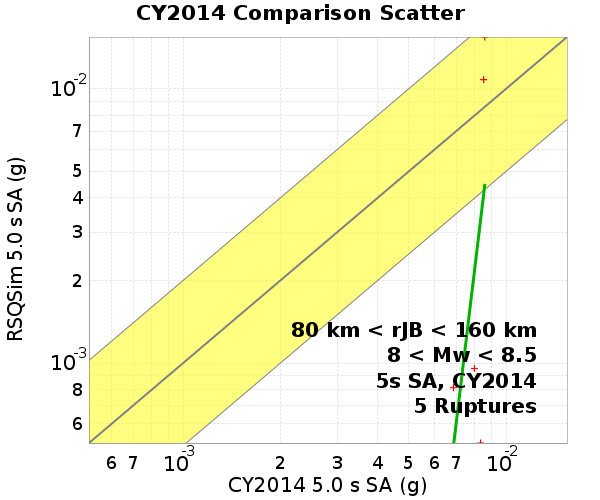 CY2014 Comparison Scatter
RSQSim 5.0 s SA (g)
10-2
7
5
4
3
2
10-3
8
6
80 km < rJB < 160 km
8 < Mw < 8.5
5s SA, CY2014
5 Ruptures
6 7 10-3 2 3 4 5 6 7 10-2
CY2014 5.0 s SA (g)